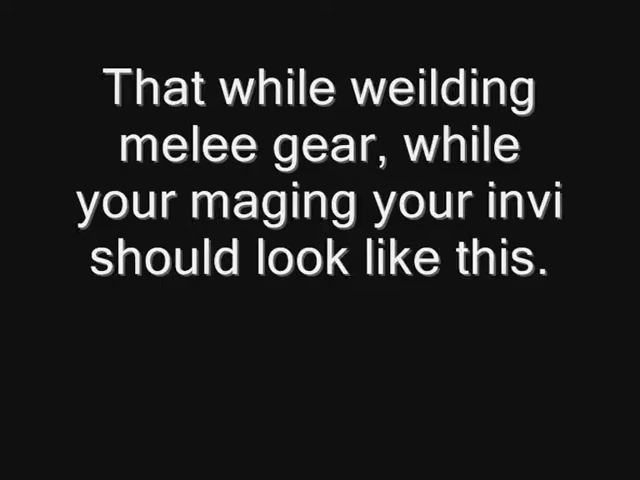 That while weilding
melee gear, while
your maging your invi
should look like this.